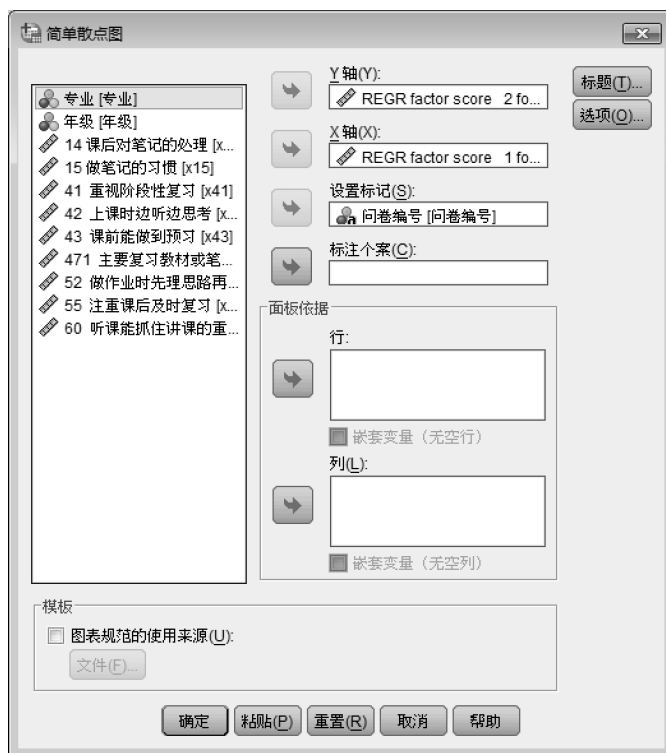 简单散点图
专业 [专业]
年级 [年级]
14 课后对笔记的处理 [x...
15 做笔记的习惯 [x15]
41 重视阶段性复习 [x41]
42 上课时边听边思考 [x...
43 课前能做到预习 [x43]
471 主要复习教材或笔...
52 做作业时先理思路再...
55 注重课后及时复习 [x...
60 听课能抓住讲课的重...
Y 轴(Y):
REGR factor score 2 fo...
X 轴(X):
REGR factor score 1 fo...
设置标记(S):
问卷编号 [问卷编号]
标注个案(C):
面板依据
行:
嵌套变量（无空行）
列(L):
嵌套变量（无空列）
标题(T)...
选项(O)...
模板
图表规范的使用来源(U):
文件(F)...
确定 粘贴(P) 重置(R) 取消 帮助